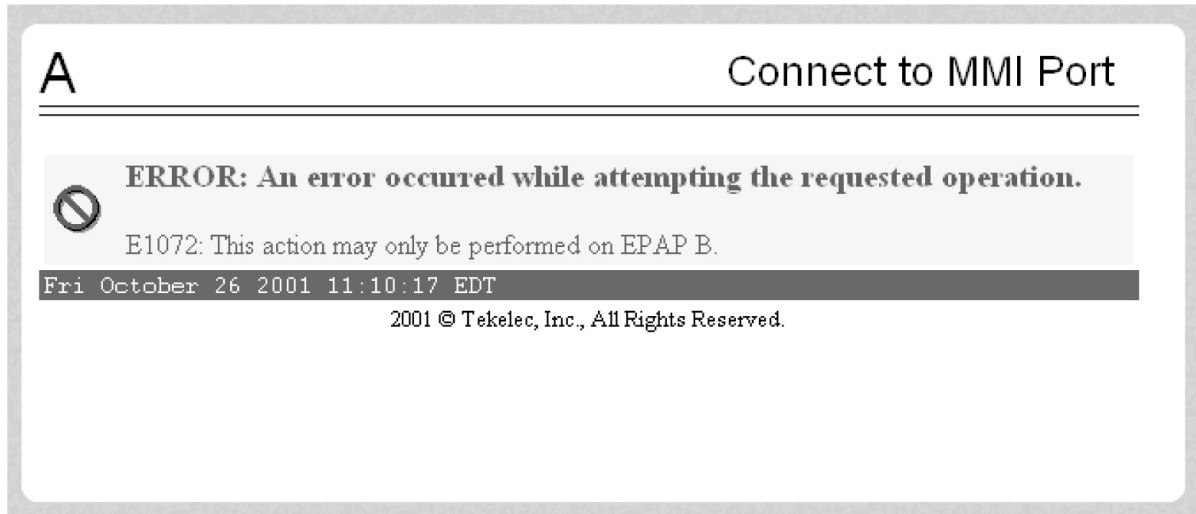 A
Connect to MMI Port
ERROR: An error occurred while attempting the requested operation.
E1072: This action may only be performed on EPAP B.
Fri October 26 2001 11:10:17 EDT
2001 © Tekelec, Inc., All Rights Reserved.